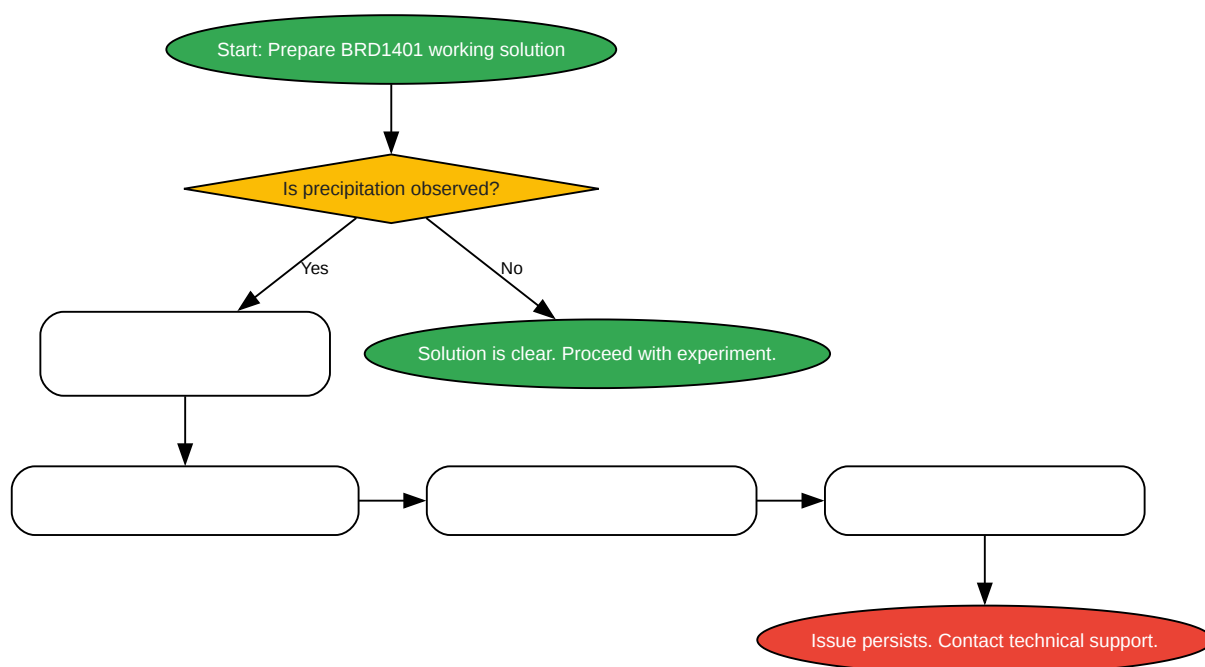 Start: Prepare BRD1401 working solution
Is precipitation observed?
Yes
No
Solution is clear. Proceed with experiment.
Issue persists. Contact technical support.